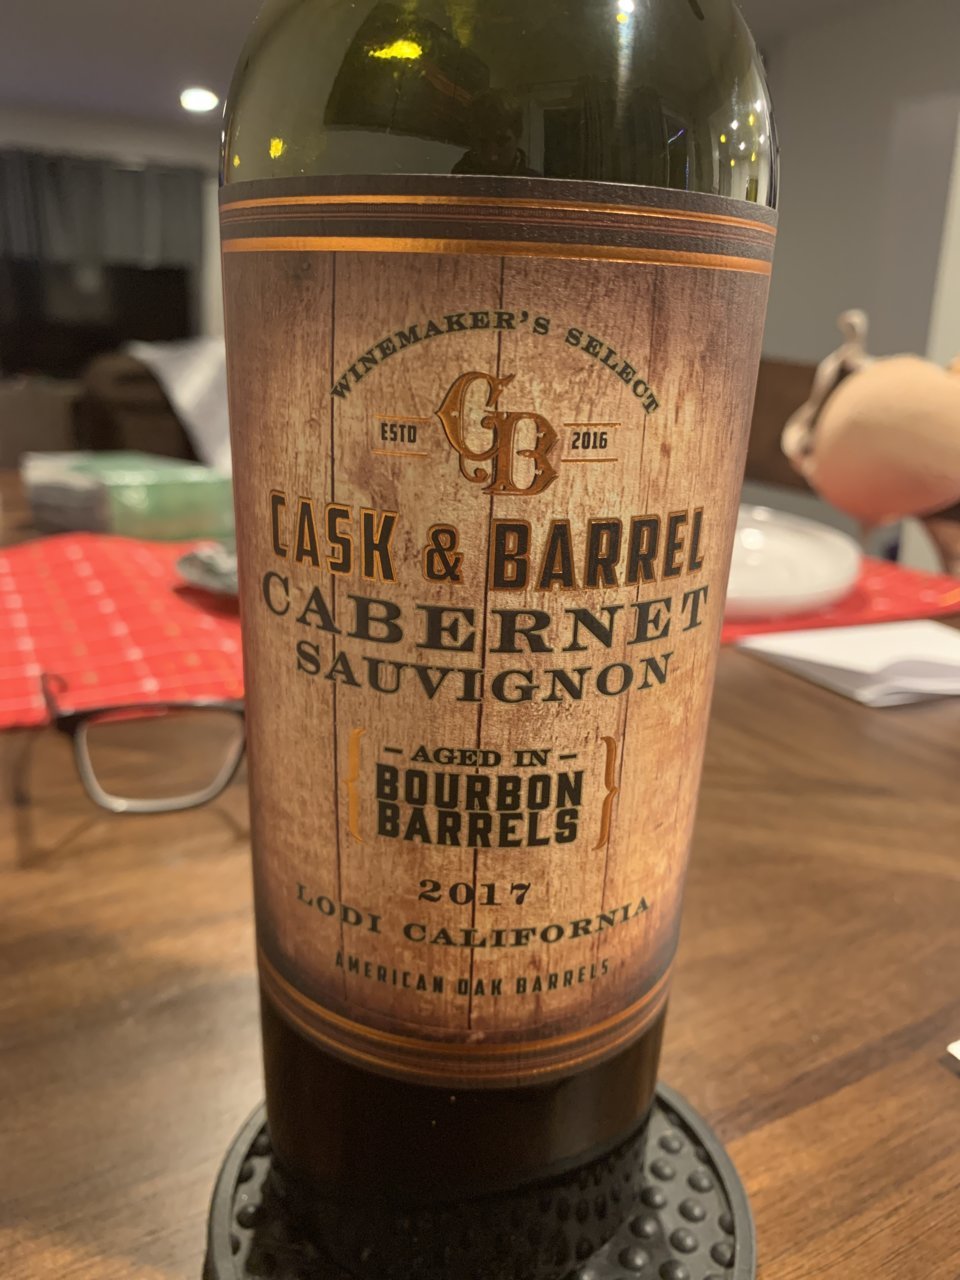 WINEMAKER'S SELECT
ESTD CB 2016
CASK & BARREL
CABERNET
SAUVIGNON
– AGED IN –
BOURBON
BARRELS
2017
LODI CALIFORNIA
AMERICAN OAK BARRELS